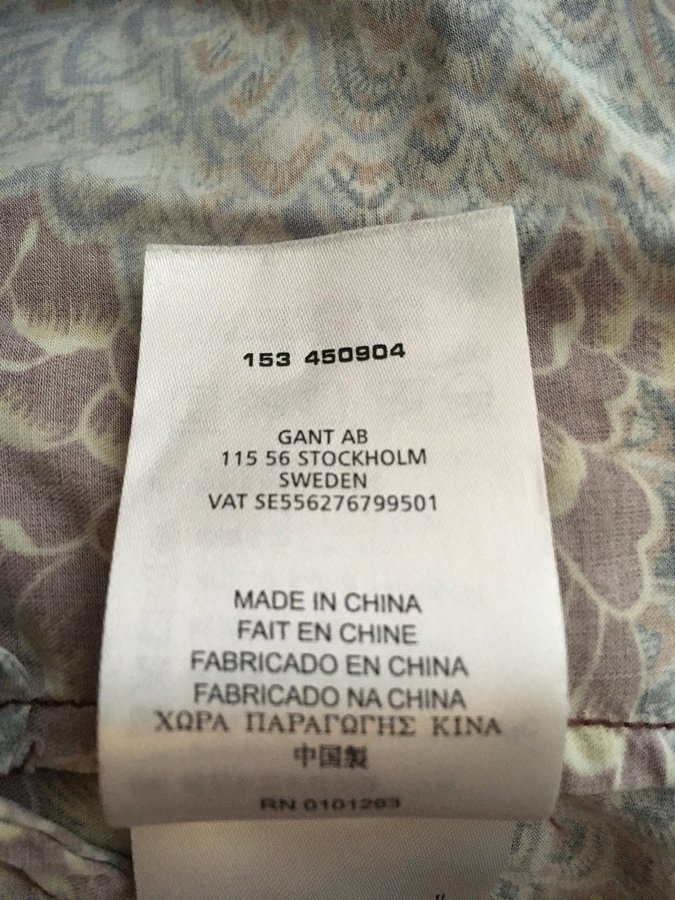 153 450904
GANT AB
115 56 STOCKHOLM
SWEDEN
VAT SE556276799501
MADE IN CHINA
FAIT EN CHINE
FABRICADO EN CHINA
FABRICADO NA CHINA
ΧΩΡΑ ΠΑΡΑΓΩΓΗΣ ΚΙΝΑ
中国製
RN 0101293